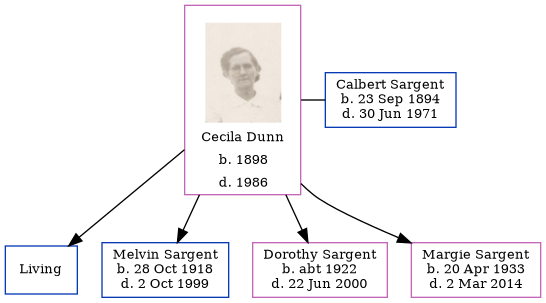 Cecila Dunn
b. 1898
d. 1986
Calbert Sargent
b. 23 Sep 1894
d. 30 Jun 1971
Living
Melvin Sargent
b. 28 Oct 1918
d. 2 Oct 1999
Dorothy Sargent
b. abt 1922
d. 22 Jun 2000
Margie Sargent
b. 20 Apr 1933
d. 2 Mar 2014